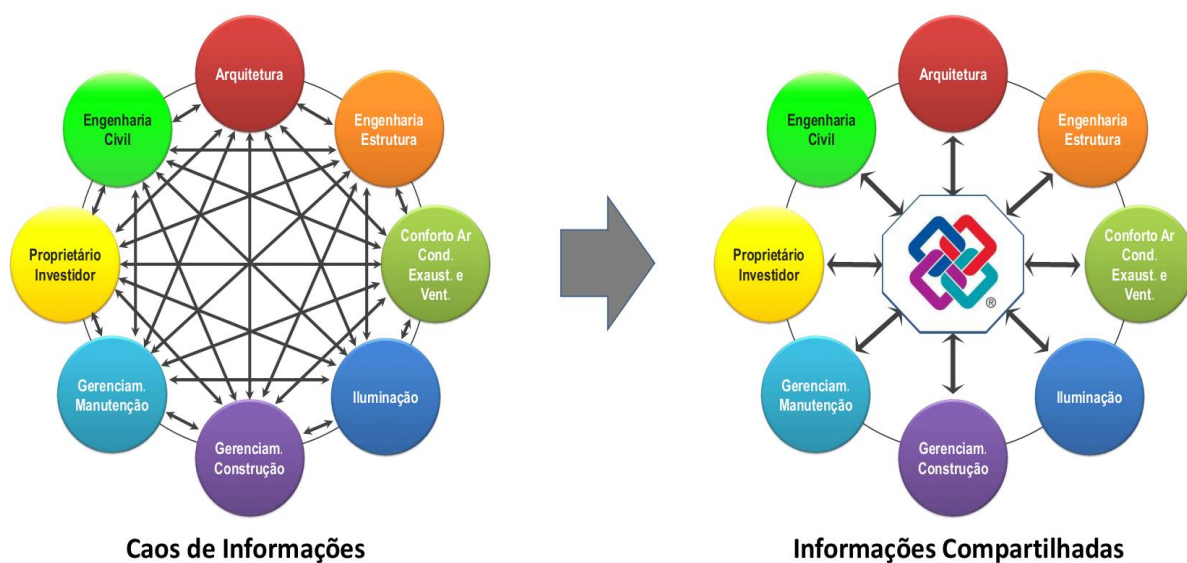 Arquitetura
Engenharia
Civil
Engenharia
Estrutura
Proprietário
Investidor
Conforto Ar
Cond.
Exaust. e
Vent.
Gerenciam.
Manutenção
Iluminação
Gerenciam.
Construção
Caos de Informações
Arquitetura
Engenharia
Civil
Engenharia
Estrutura
Proprietário
Investidor
®
Conforto Ar
Cond.
Exaust. e
Vent.
Gerenciam.
Manutenção
Iluminação
Gerenciam.
Construção
Informações Compartilhadas